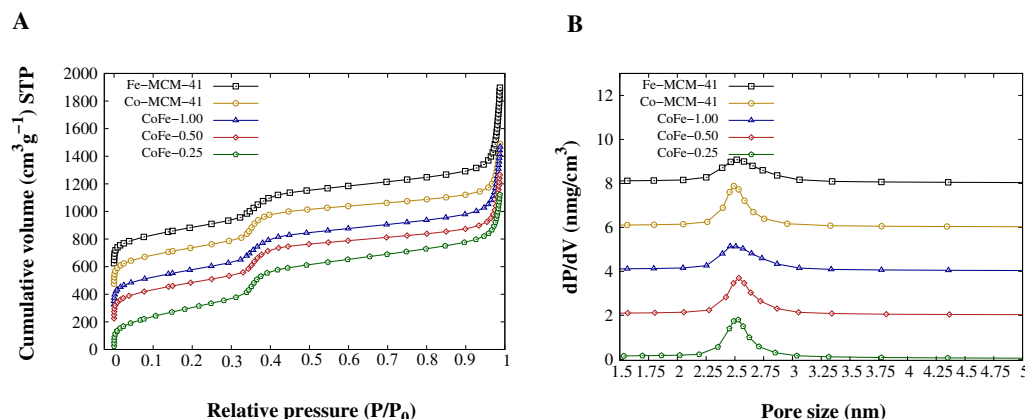 A
B
Cumulative volume (cm³g⁻¹) STP
2000
1800
1600
1400
1200
1000
800
600
400
200
0
Fe−MCM−41
Co−MCM−41
CoFe−1.00
CoFe−0.50
CoFe−0.25
0 0.1 0.2 0.3 0.4 0.5 0.6 0.7 0.8 0.9 1
Relative pressure (P/P₀)
dP/dV (nmg/cm³)
12
10
8
6
4
2
0
Fe−MCM−41
Co−MCM−41
CoFe−1.00
CoFe−0.50
CoFe−0.25
1.5 1.75 2 2.25 2.5 2.75 3 3.25 3.5 3.75 4 4.25 4.5 4.75 5
Pore size (nm)